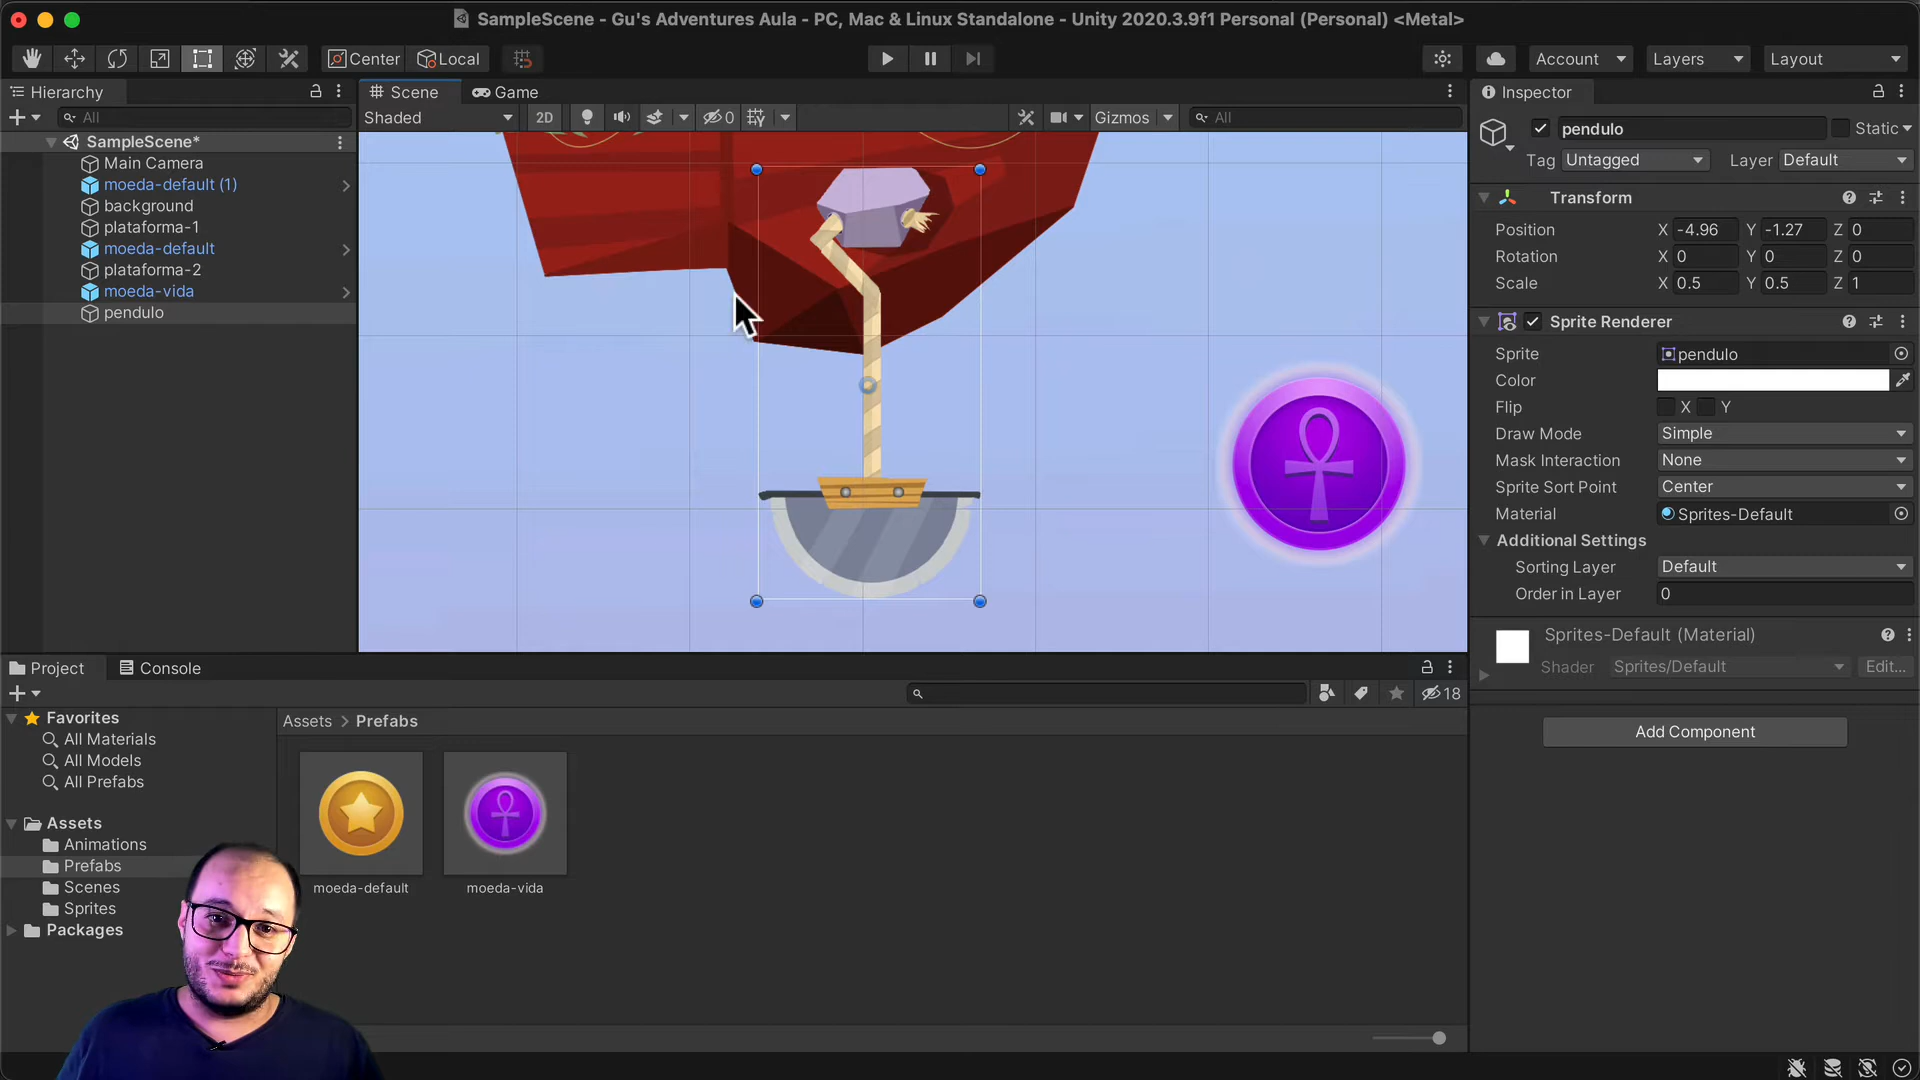 SampleScene - Gu's Adventures Aula - PC, Mac & Linux Standalone - Unity 2020.3.9f1 Personal (Personal) <Metal>
Center Local Account Layers Layout
Hierarchy
All
SampleScene*
Main Camera
moeda-default (1)
background
plataforma-1
moeda-default
plataforma-2
moeda-vida
pendulo
Scene Game
Shaded 2D 0 Gizmos All
Inspector
pendulo Static
Tag Untagged Layer Default
Transform
Position X -4.96 Y -1.27 Z 0
Rotation X 0 Y 0 Z 0
Scale X 0.5 Y 0.5 Z 1
Sprite Renderer
Sprite pendulo
Color
Flip X Y
Draw Mode Simple
Mask Interaction None
Sprite Sort Point Center
Material Sprites-Default
Additional Settings
Sorting Layer Default
Order in Layer 0
Sprites-Default (Material)
Shader Sprites/Default Edit...
Add Component
Project Console
18
Favorites
All Materials
All Models
All Prefabs
Assets
Animations
Prefabs
Scenes
Sprites
Packages
Assets > Prefabs
moeda-default moeda-vida